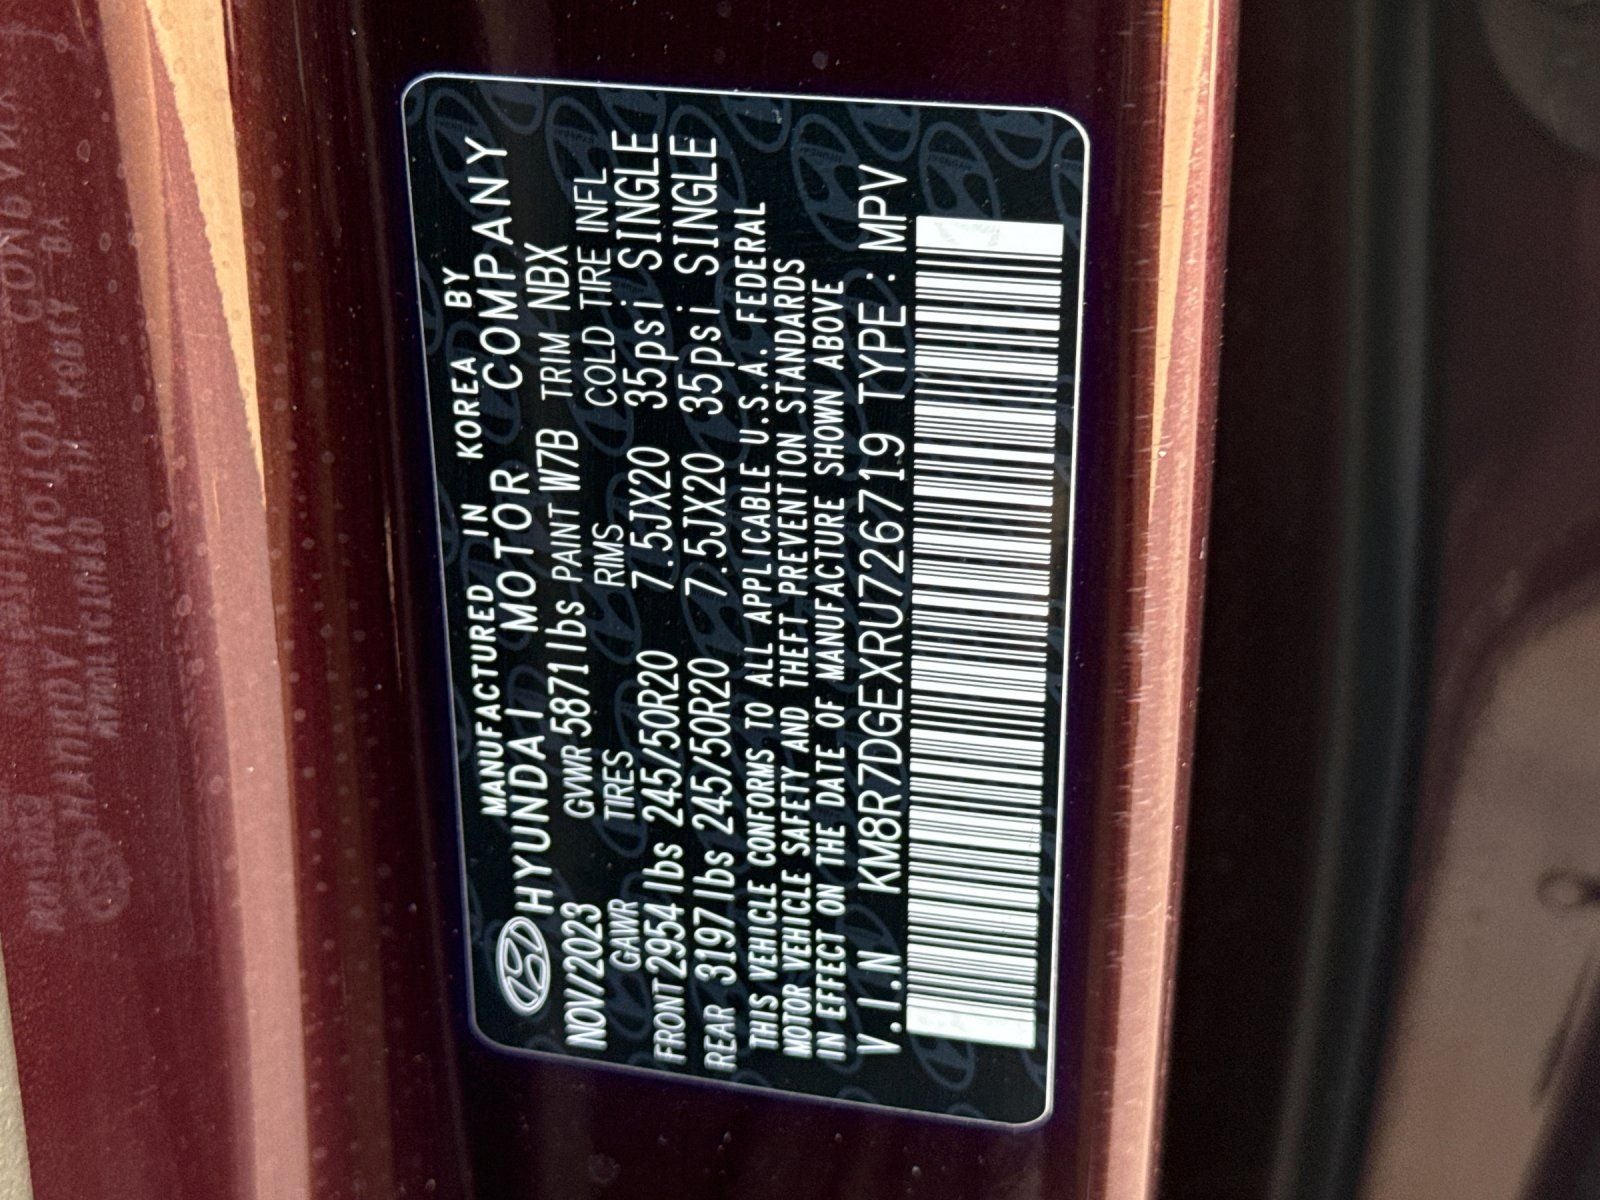 MANUFACTURED IN KOREA BY
HYUNDAI MOTOR COMPANY
NOV/2023 GVWR 5871lbs PAINT W7B TRIM NBX
GAWR TIRES RIMS COLD TIRE INFL
FRONT 2954 lbs 245/50R20 7.5JX20 35psi SINGLE
REAR 3197 lbs 245/50R20 7.5JX20 35psi SINGLE
THIS VEHICLE CONFORMS TO ALL APPLICABLE U.S.A. FEDERAL
MOTOR VEHICLE SAFETY AND THEFT PREVENTION STANDARDS
IN EFFECT ON THE DATE OF MANUFACTURE SHOWN ABOVE
V.I.N KM8R7DGEXRU726719 TYPE: MPV